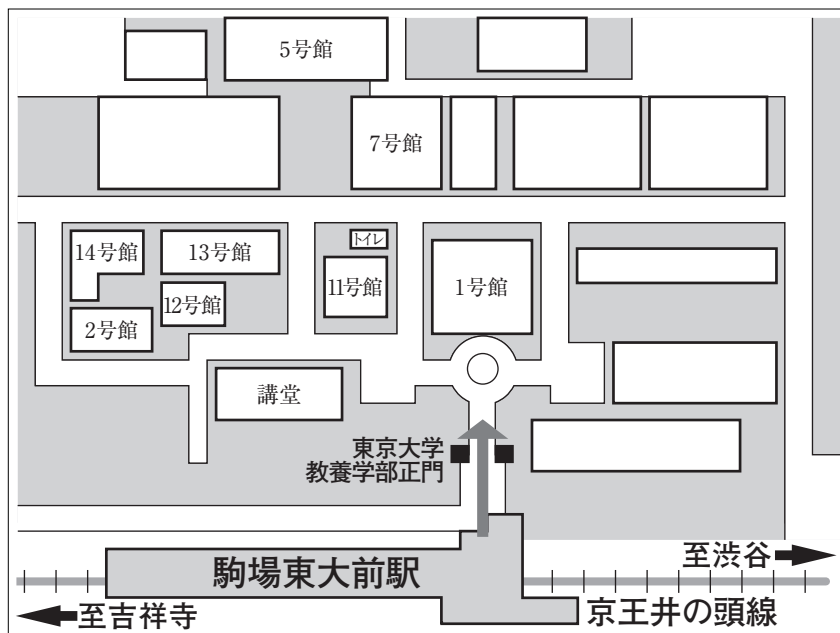 5号館
7号館
トイレ
14号館
13号館
11号館
1号館
12号館
2号館
講堂
東京大学
教養学部正門
駒場東大前駅
至渋谷
至吉祥寺
京王井の頭線